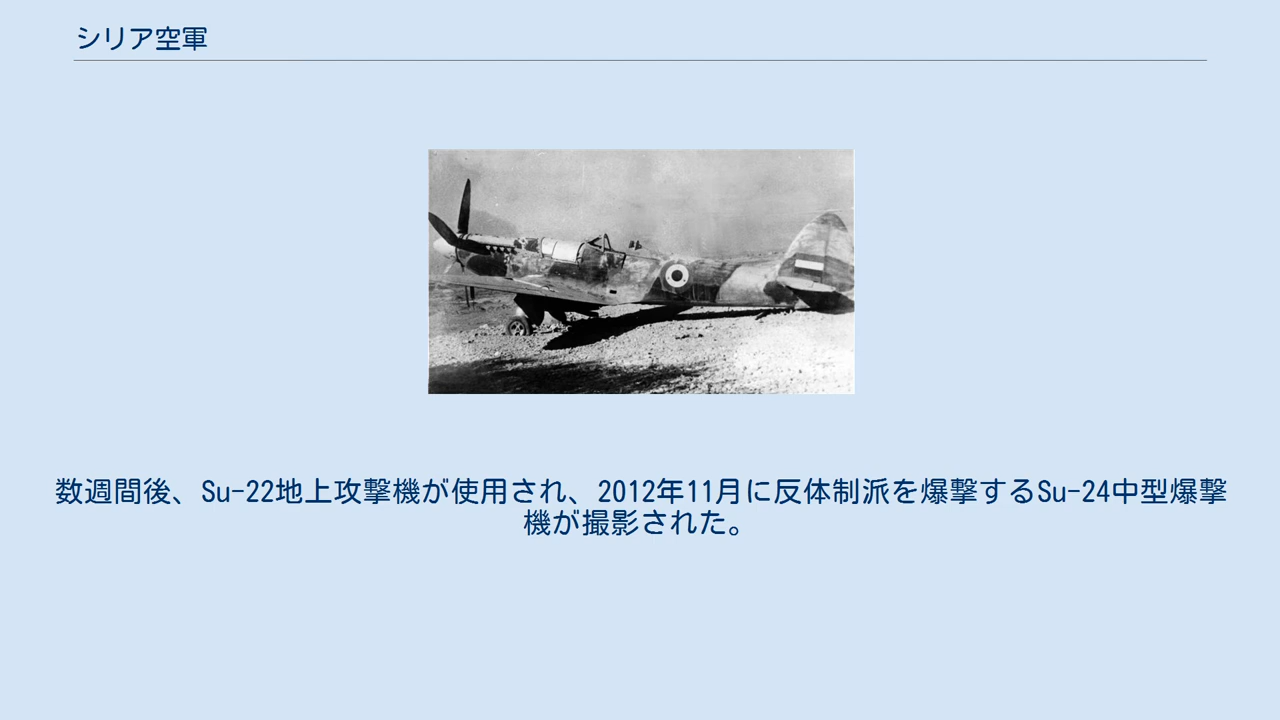 シリア空軍
数週間後、Su-22地上攻撃機が使用され、2012年11月に反体制派を爆撃するSu-24中型爆撃
機が撮影された。